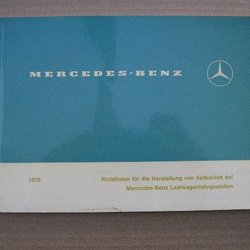 MERCEDES-BENZ
1970
Richtlinien für die Herstellung von Aufbauten auf
Mercedes-Benz Lastwagenfahrgestellen